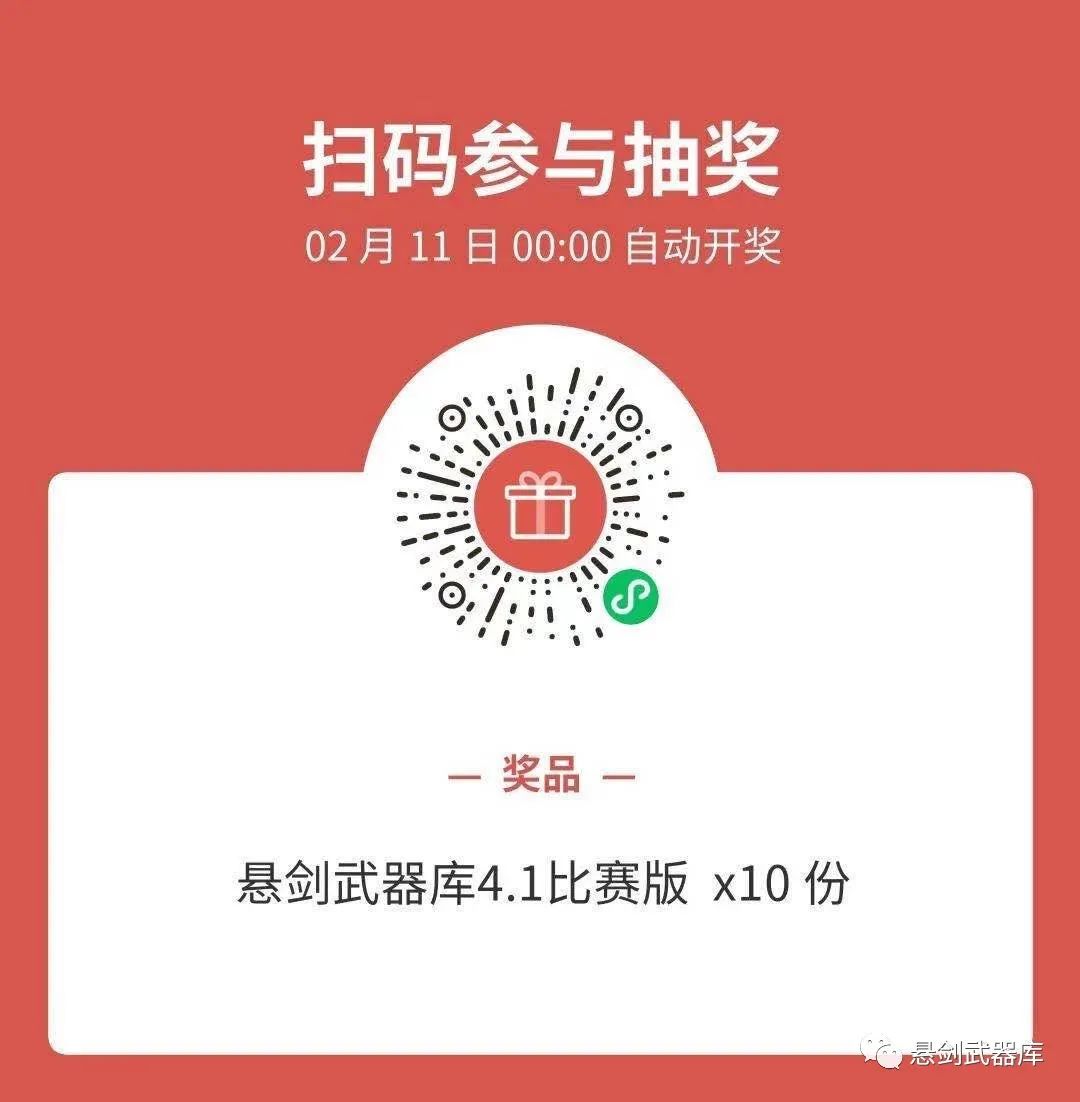 扫码参与抽奖
02 月 11 日 00:00 自动开奖
— 奖品 —
悬剑武器库4.1比赛版 x10 份
悬剑武器库